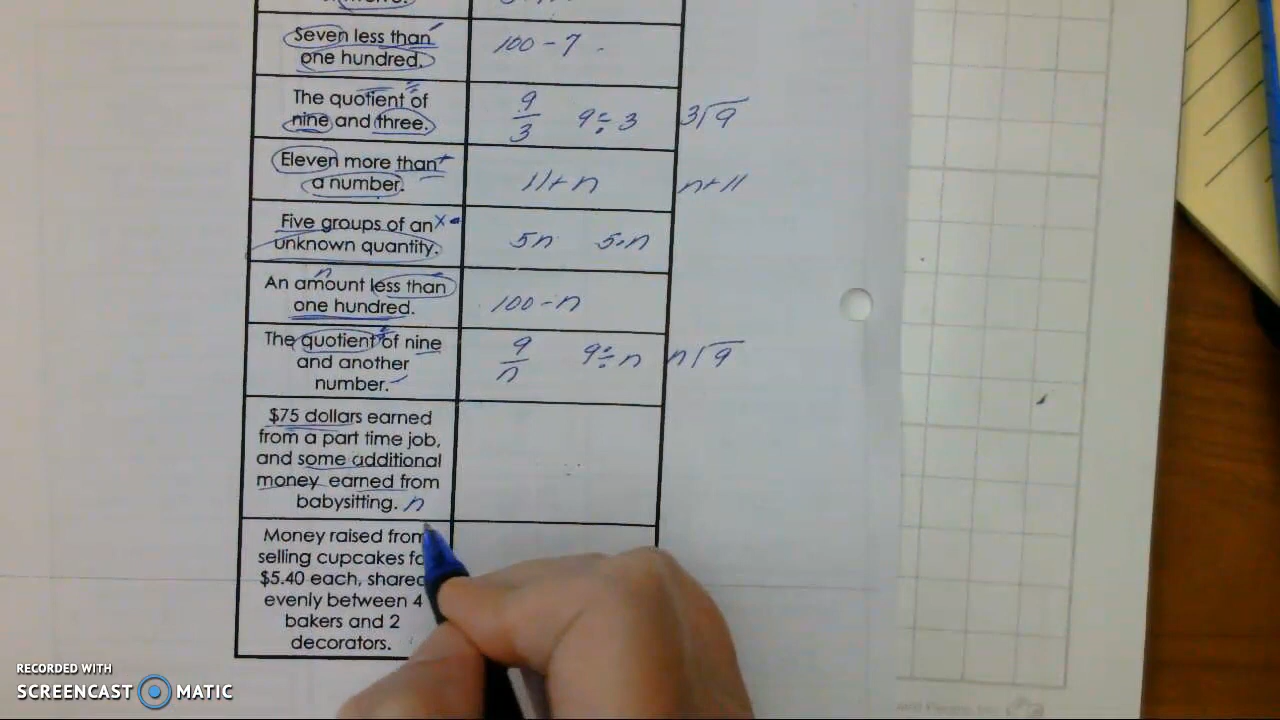 Seven less than
one hundred.
100 - 7
The quotient of
nine and three.
9/3 9÷3 3√9
Eleven more than +
a number.
11 + n n + 11
Five groups of an x •
unknown quantity.
5n 5·n
n
An amount less than
one hundred.
100 - n
The quotient of nine
and another
number.
9/n 9÷n n√9
$75 dollars earned
from a part time job,
and some additional
money earned from
babysitting. n
Money raised from
selling cupcakes fo
$5.40 each, shared
evenly between 4
bakers and 2
decorators.
RECORDED WITH
SCREENCAST MATIC